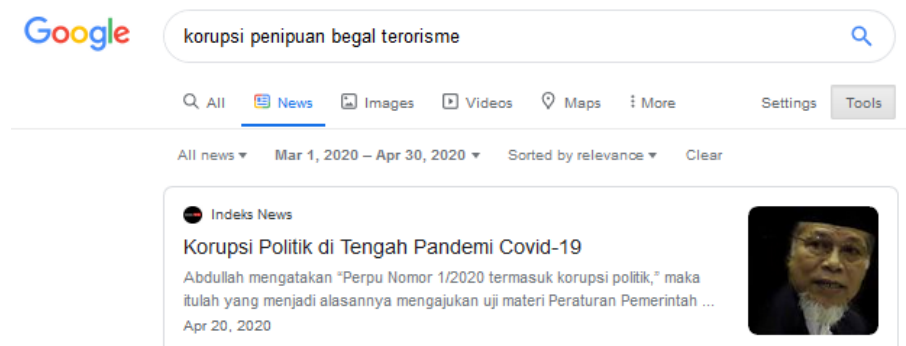 Google
korupsi penipuan begal terorisme
All News Images Videos Maps More Settings Tools
All news Mar 1, 2020 – Apr 30, 2020 Sorted by relevance Clear
Indeks News
Korupsi Politik di Tengah Pandemi Covid-19
Abdullah mengatakan “Perpu Nomor 1/2020 termasuk korupsi politik,” maka
itulah yang menjadi alasannya mengajukan uji materi Peraturan Pemerintah ...
Apr 20, 2020